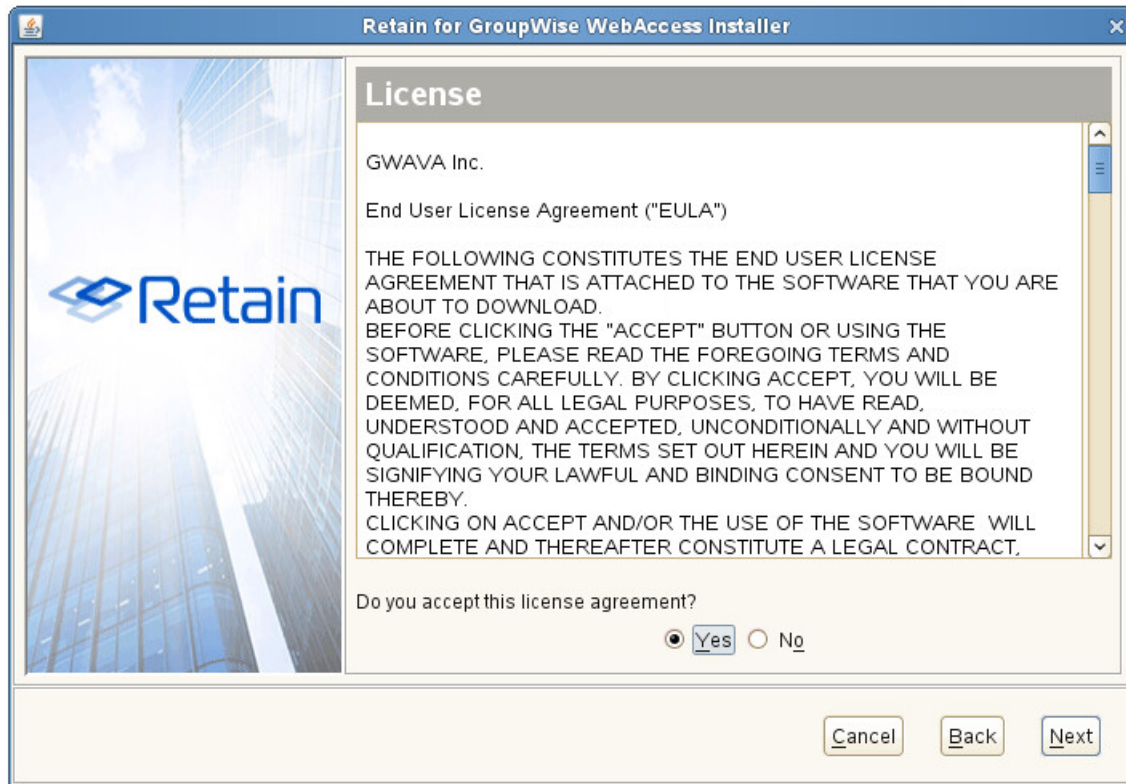 Retain for GroupWise WebAccess Installer
License
GWAVA Inc.
End User License Agreement ("EULA")
THE FOLLOWING CONSTITUTES THE END USER LICENSE
AGREEMENT THAT IS ATTACHED TO THE SOFTWARE THAT YOU ARE
ABOUT TO DOWNLOAD.
BEFORE CLICKING THE "ACCEPT" BUTTON OR USING THE
SOFTWARE, PLEASE READ THE FOREGOING TERMS AND
CONDITIONS CAREFULLY. BY CLICKING ACCEPT, YOU WILL BE
DEEMED, FOR ALL LEGAL PURPOSES, TO HAVE READ,
UNDERSTOOD AND ACCEPTED, UNCONDITIONALLY AND WITHOUT
QUALIFICATION, THE TERMS SET OUT HEREIN AND YOU WILL BE
SIGNIFYING YOUR LAWFUL AND BINDING CONSENT TO BE BOUND
THEREBY.
CLICKING ON ACCEPT AND/OR THE USE OF THE SOFTWARE  WILL
COMPLETE AND THEREAFTER CONSTITUTE A LEGAL CONTRACT,
Retain
Do you accept this license agreement?
Yes No
Cancel Back Next